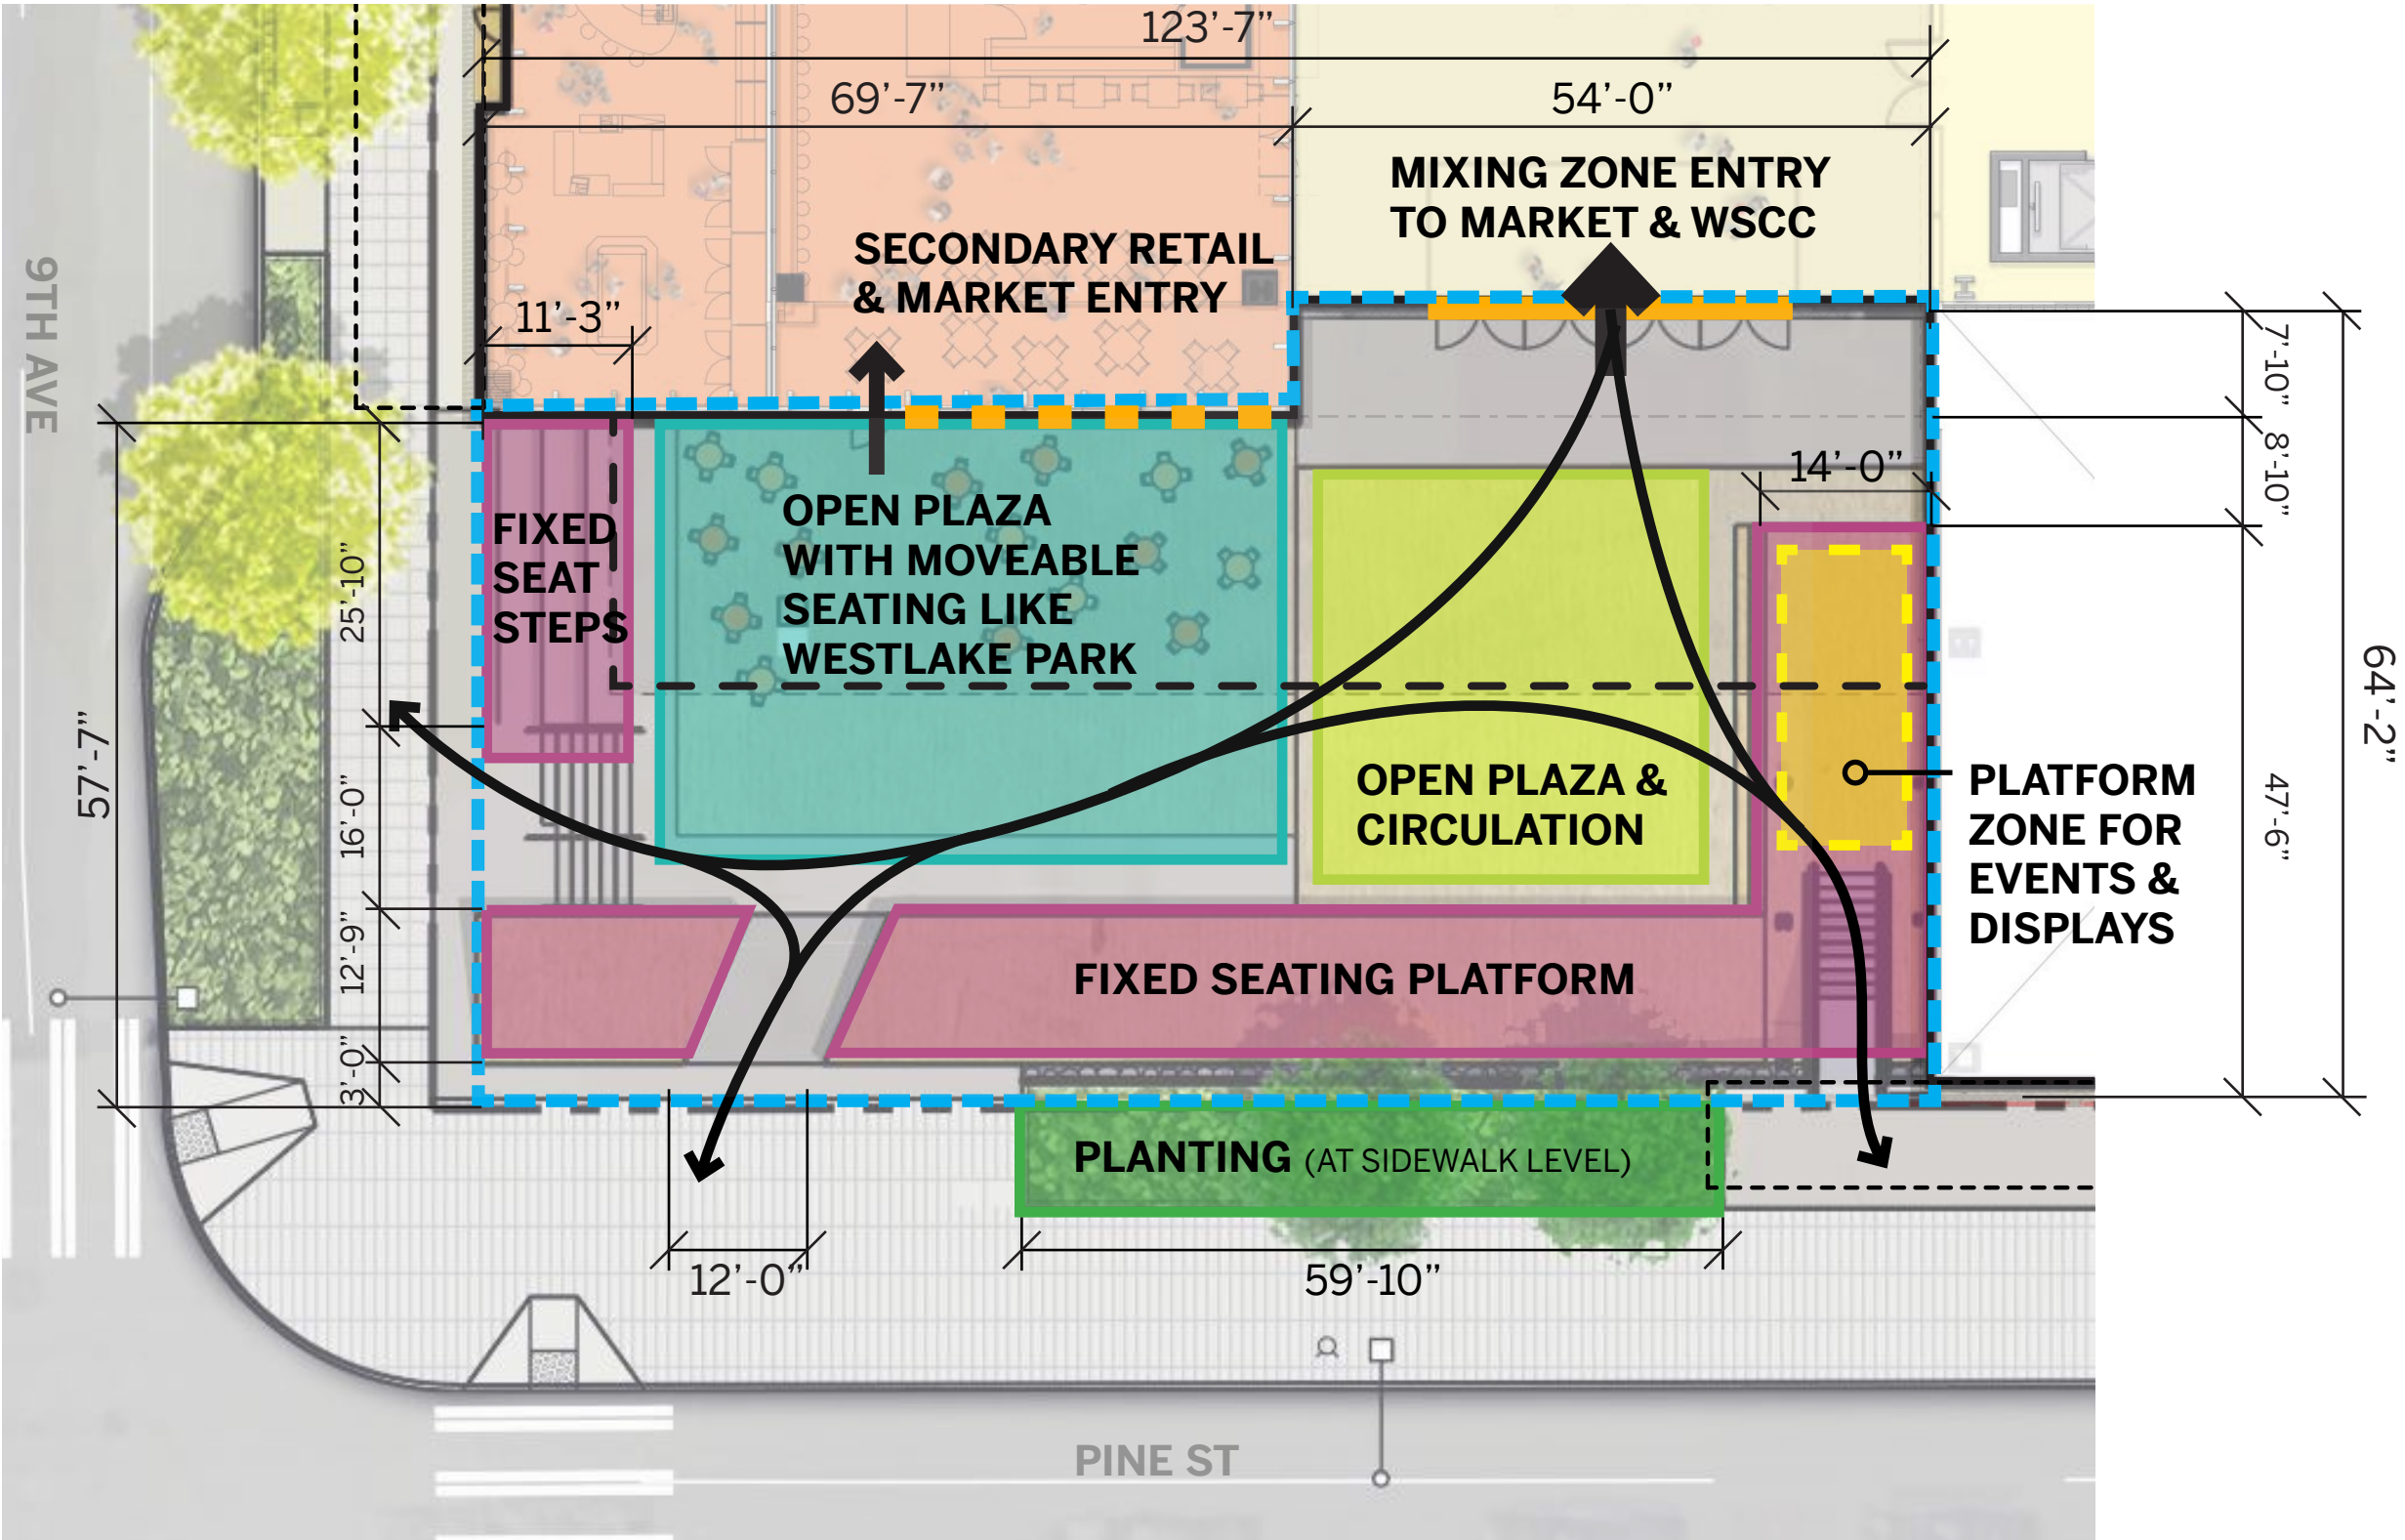 123’-7”
69’-7”
54’-0”
MIXING ZONE ENTRY
TO MARKET & WSCC
SECONDARY RETAIL
& MARKET ENTRY
11’-3”
9TH AVE
7’-10”
8’-10”
14’-0”
FIXED
SEAT
STEPS
OPEN PLAZA
WITH MOVEABLE
SEATING LIKE
WESTLAKE PARK
25’-10”
57’-7”
16’-0”
12’-9”
3’-0”
64’-2”
47’-6”
OPEN PLAZA &
CIRCULATION
PLATFORM
ZONE FOR
EVENTS &
DISPLAYS
FIXED SEATING PLATFORM
PLANTING (AT SIDEWALK LEVEL)
12’-0”
59’-10”
PINE ST